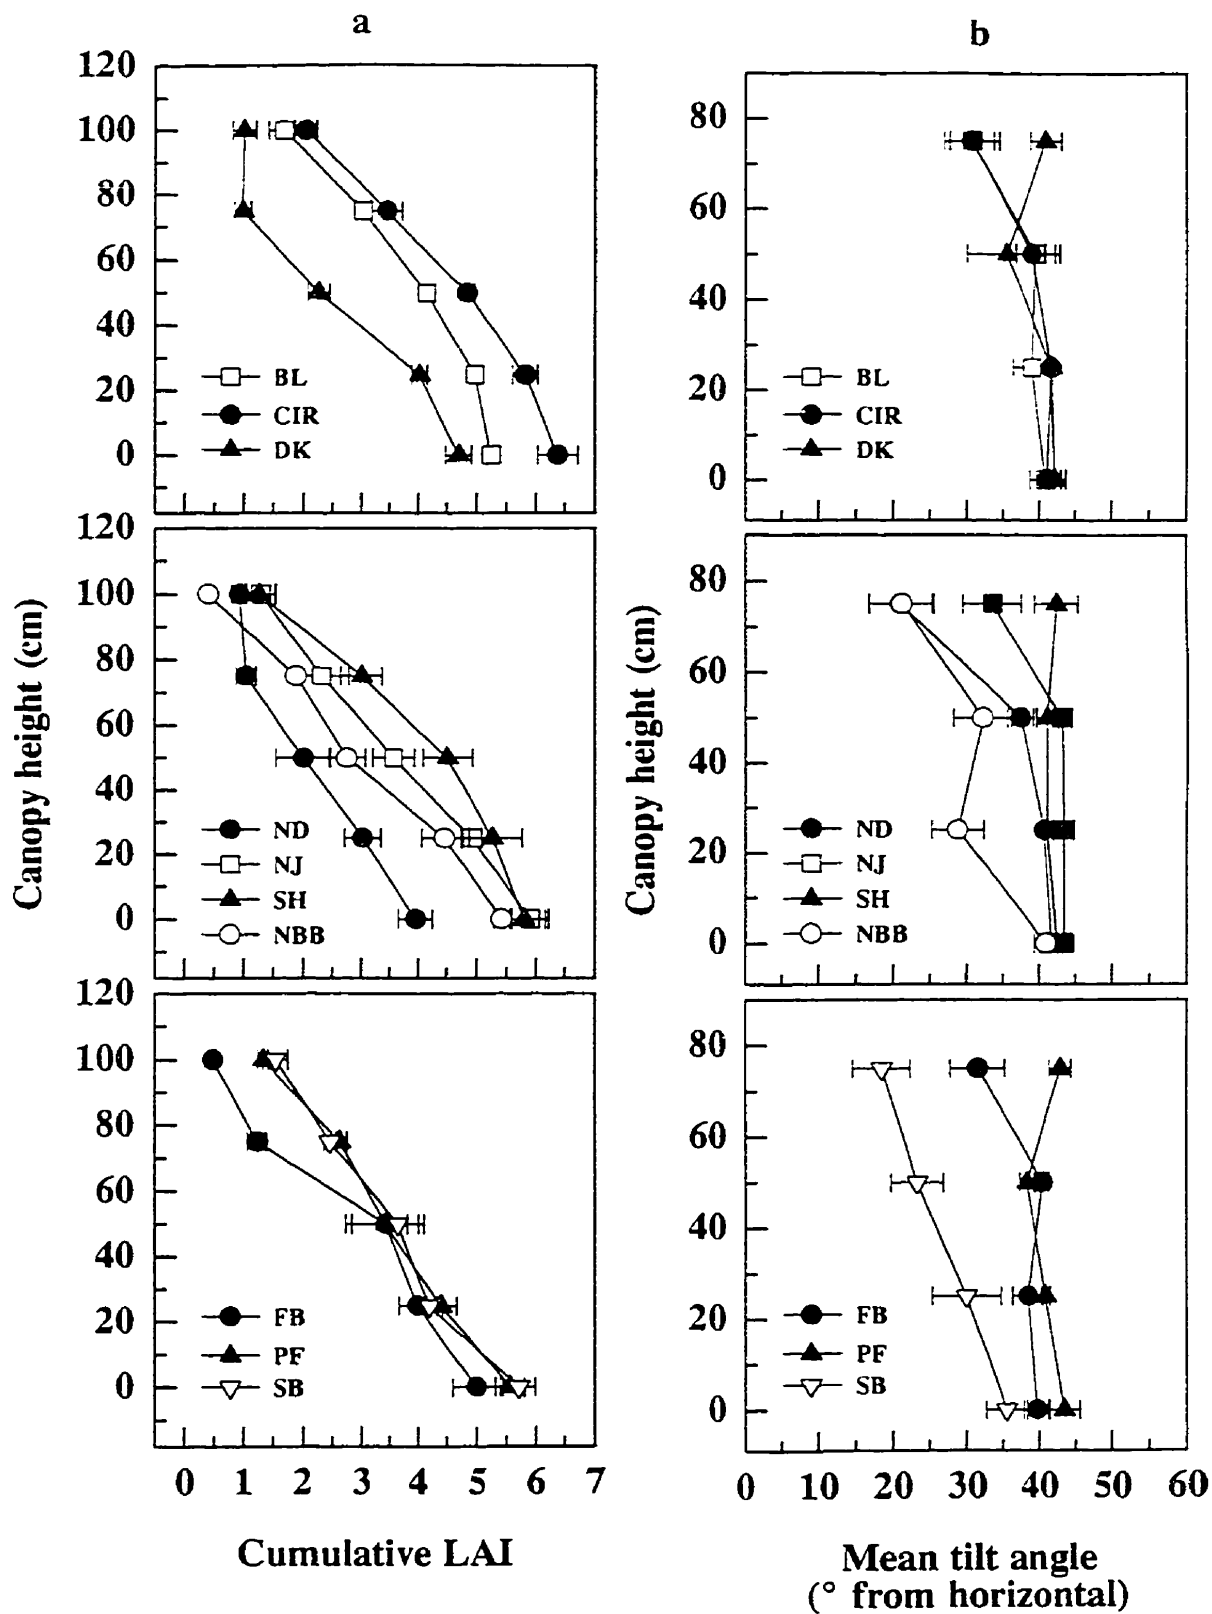 a
120
100
80
60
40
20
0
BL
CIR
DK
120
100
80
60
40
20
0
ND
NJ
SH
NBB
120
100
80
60
40
20
0
FB
PF
SB
0 1 2 3 4 5 6 7
Canopy height (cm)
Cumulative LAI
b
80
60
40
20
0
BL
CIR
DK
80
60
40
20
0
ND
NJ
SH
NBB
80
60
40
20
0
FB
PF
SB
0 10 20 30 40 50 60
Canopy height (cm)
Mean tilt angle
(° from horizontal)